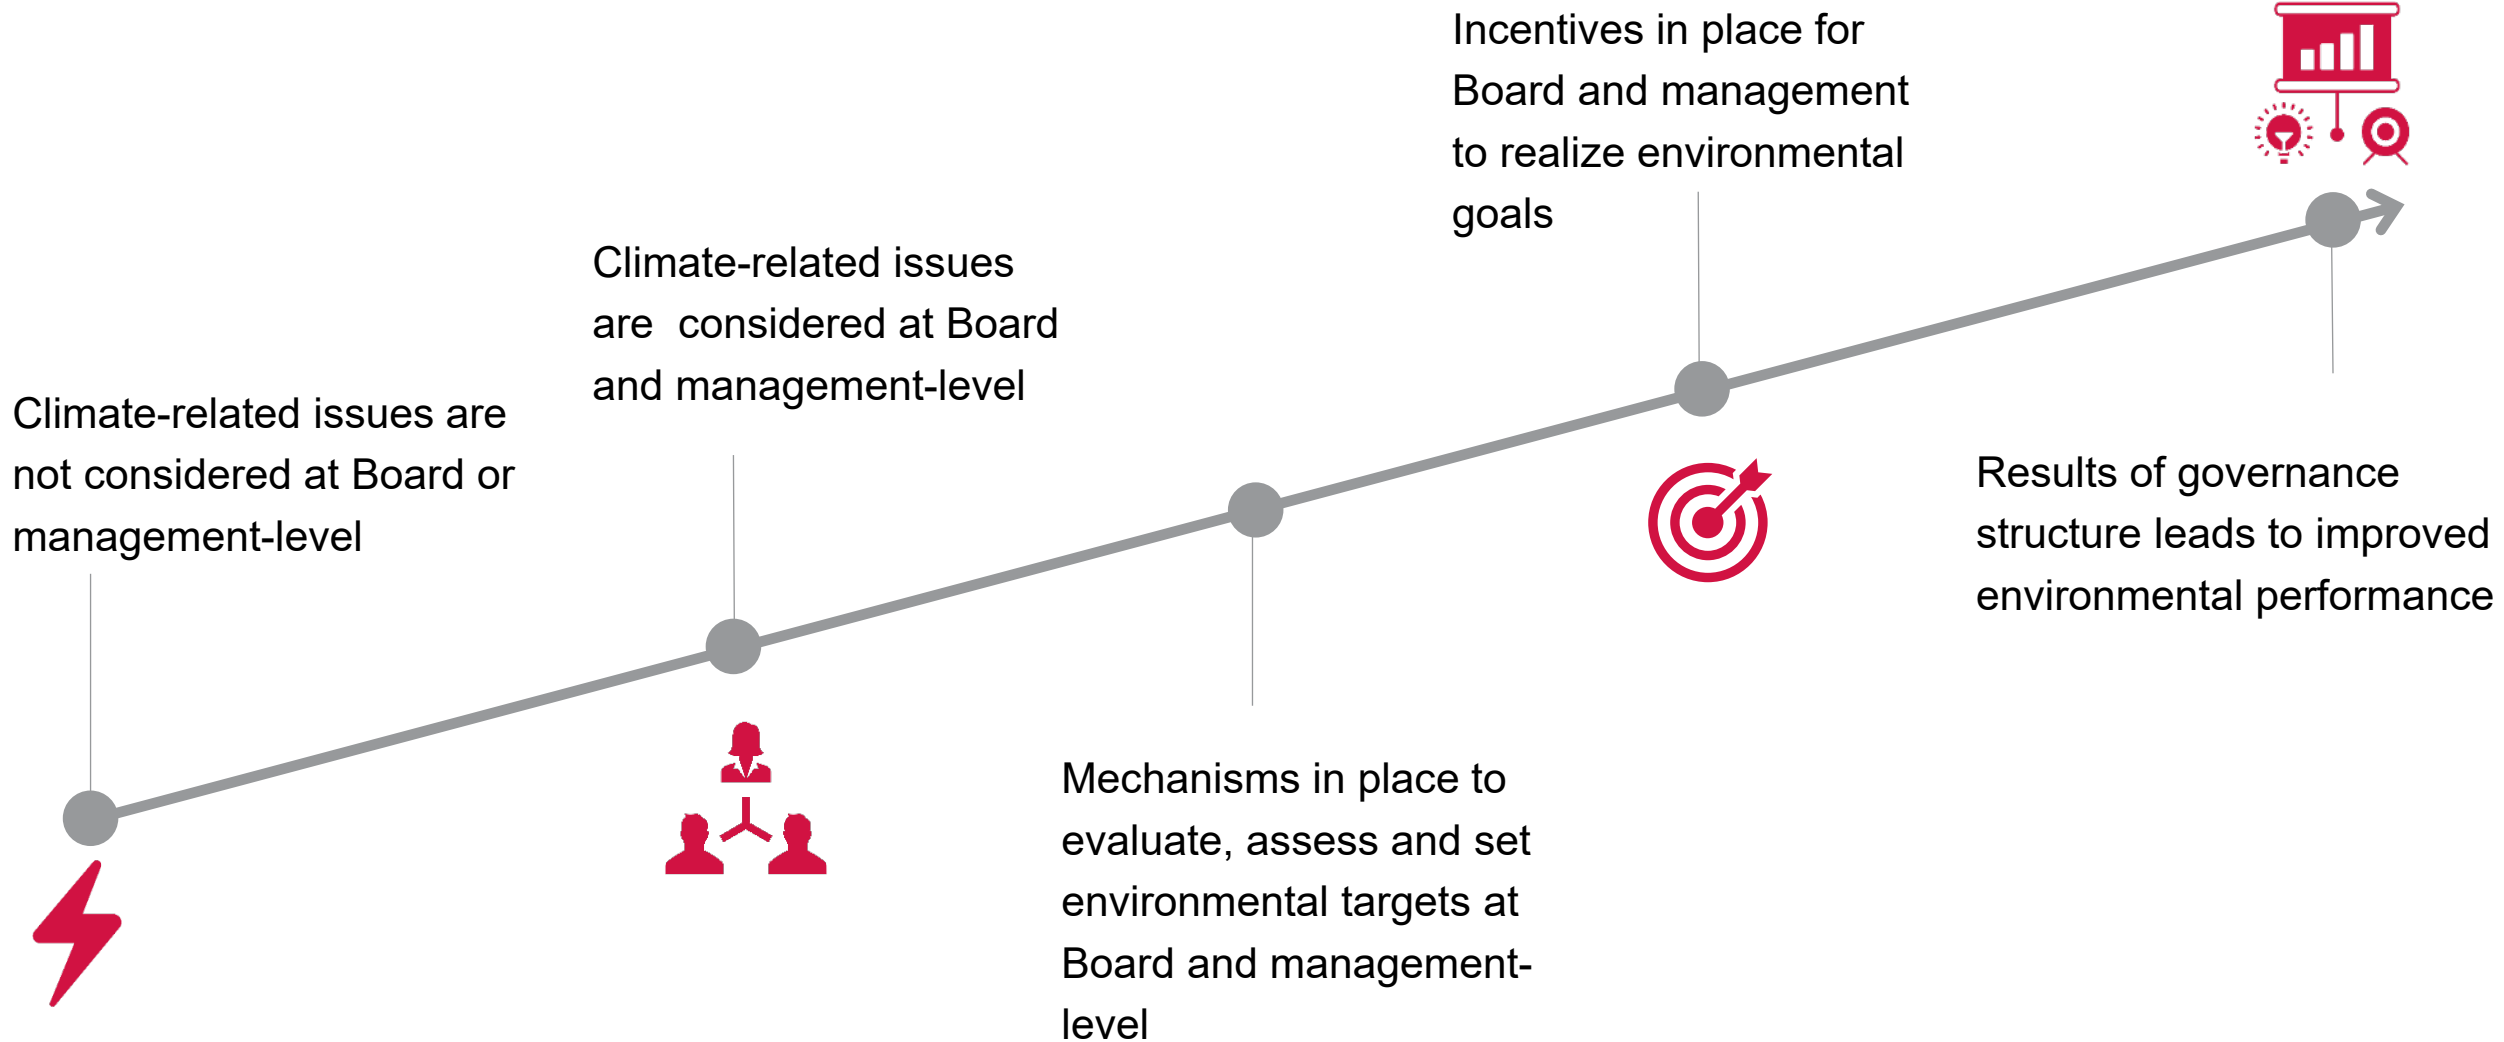 Climate-related issues are
not considered at Board or
management-level
Climate-related issues
are  considered at Board
and management-level
Mechanisms in place to
evaluate, assess and set
environmental targets at
Board and management-
level
Incentives in place for
Board and management
to realize environmental
goals
Results of governance
structure leads to improved
environmental performance